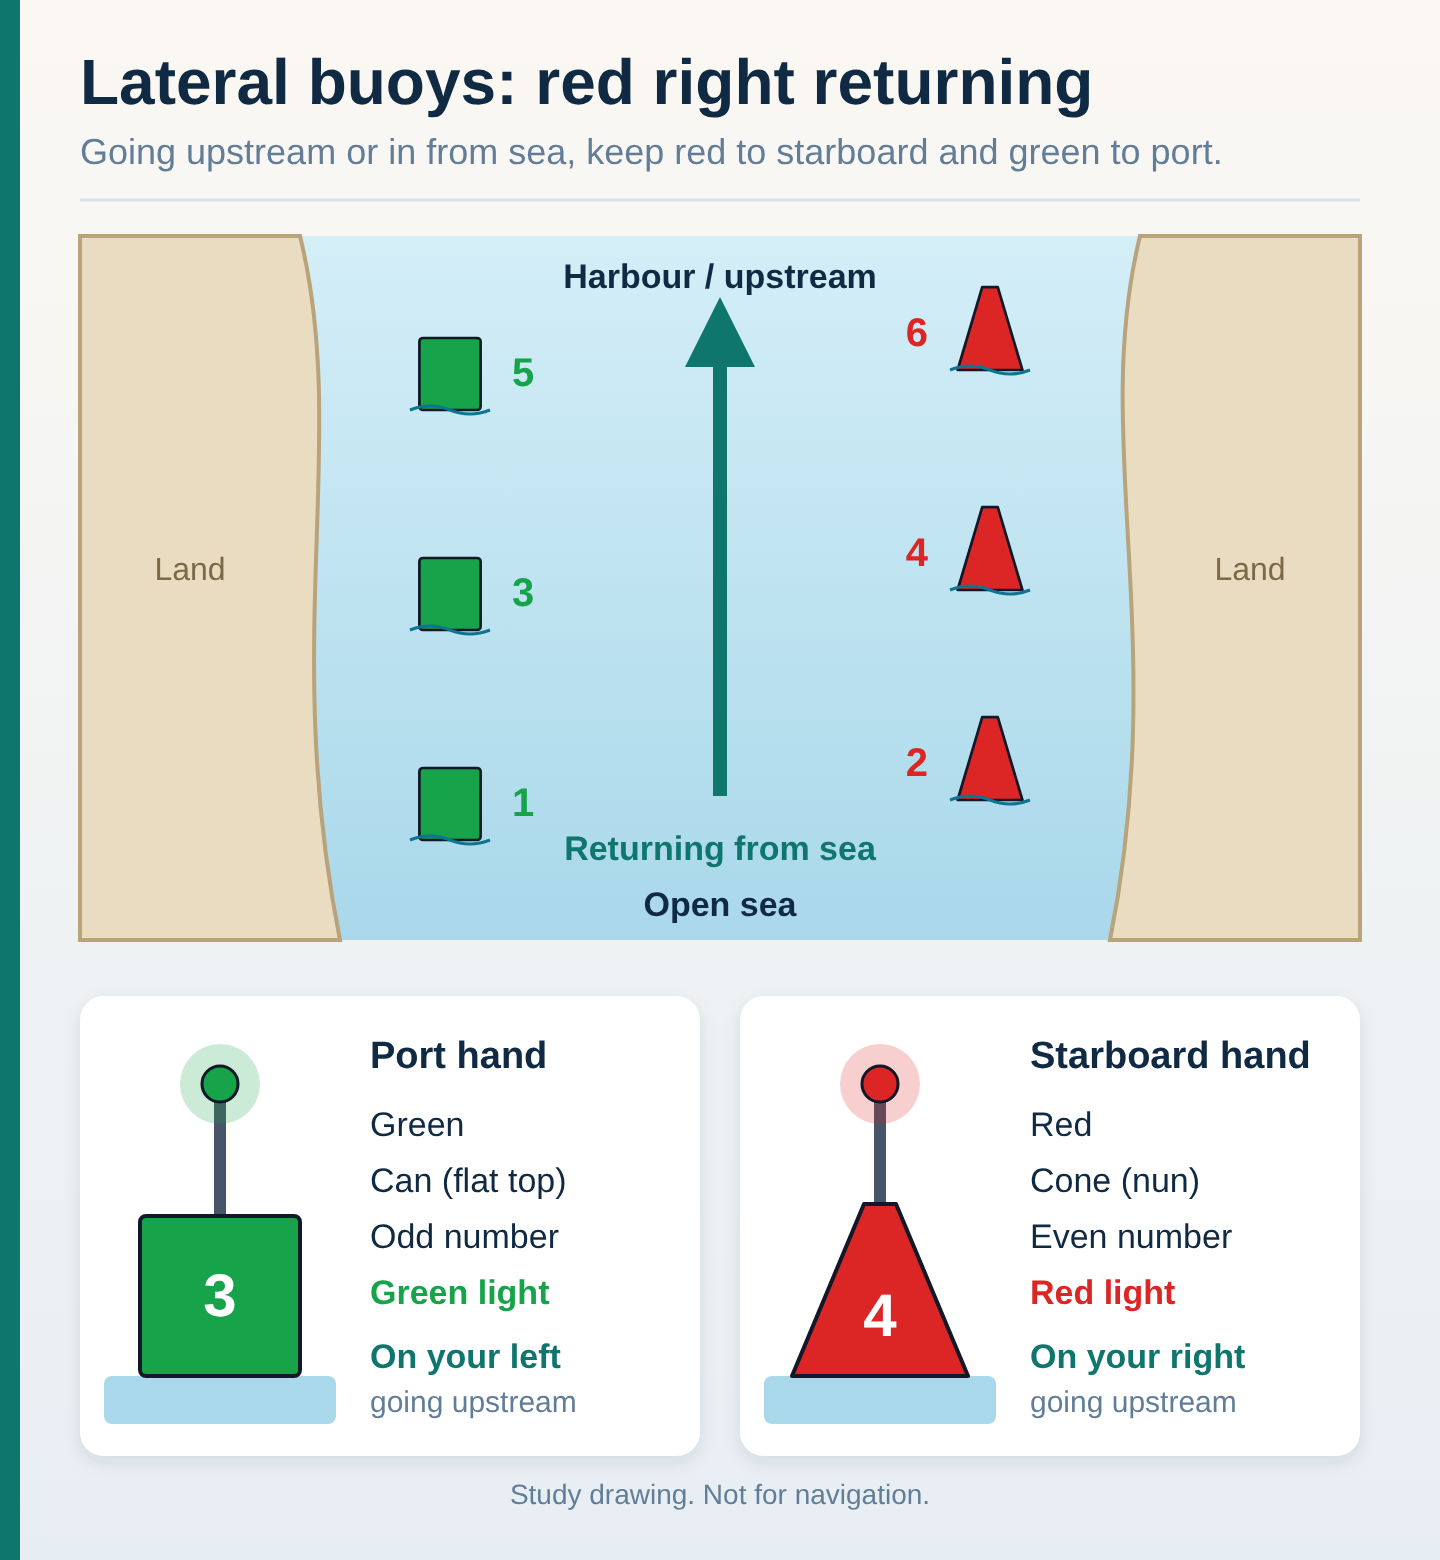 Lateral buoys: red right returning
Going upstream or in from sea, keep red to starboard and green to port.
Harbour / upstream
6
5
4
3
Land
Land
2
1
Returning from sea
Open sea
Port hand
Green
Can (flat top)
Odd number
Green light
On your left
going upstream
3
Starboard hand
Red
Cone (nun)
Even number
Red light
On your right
going upstream
4
Study drawing. Not for navigation.